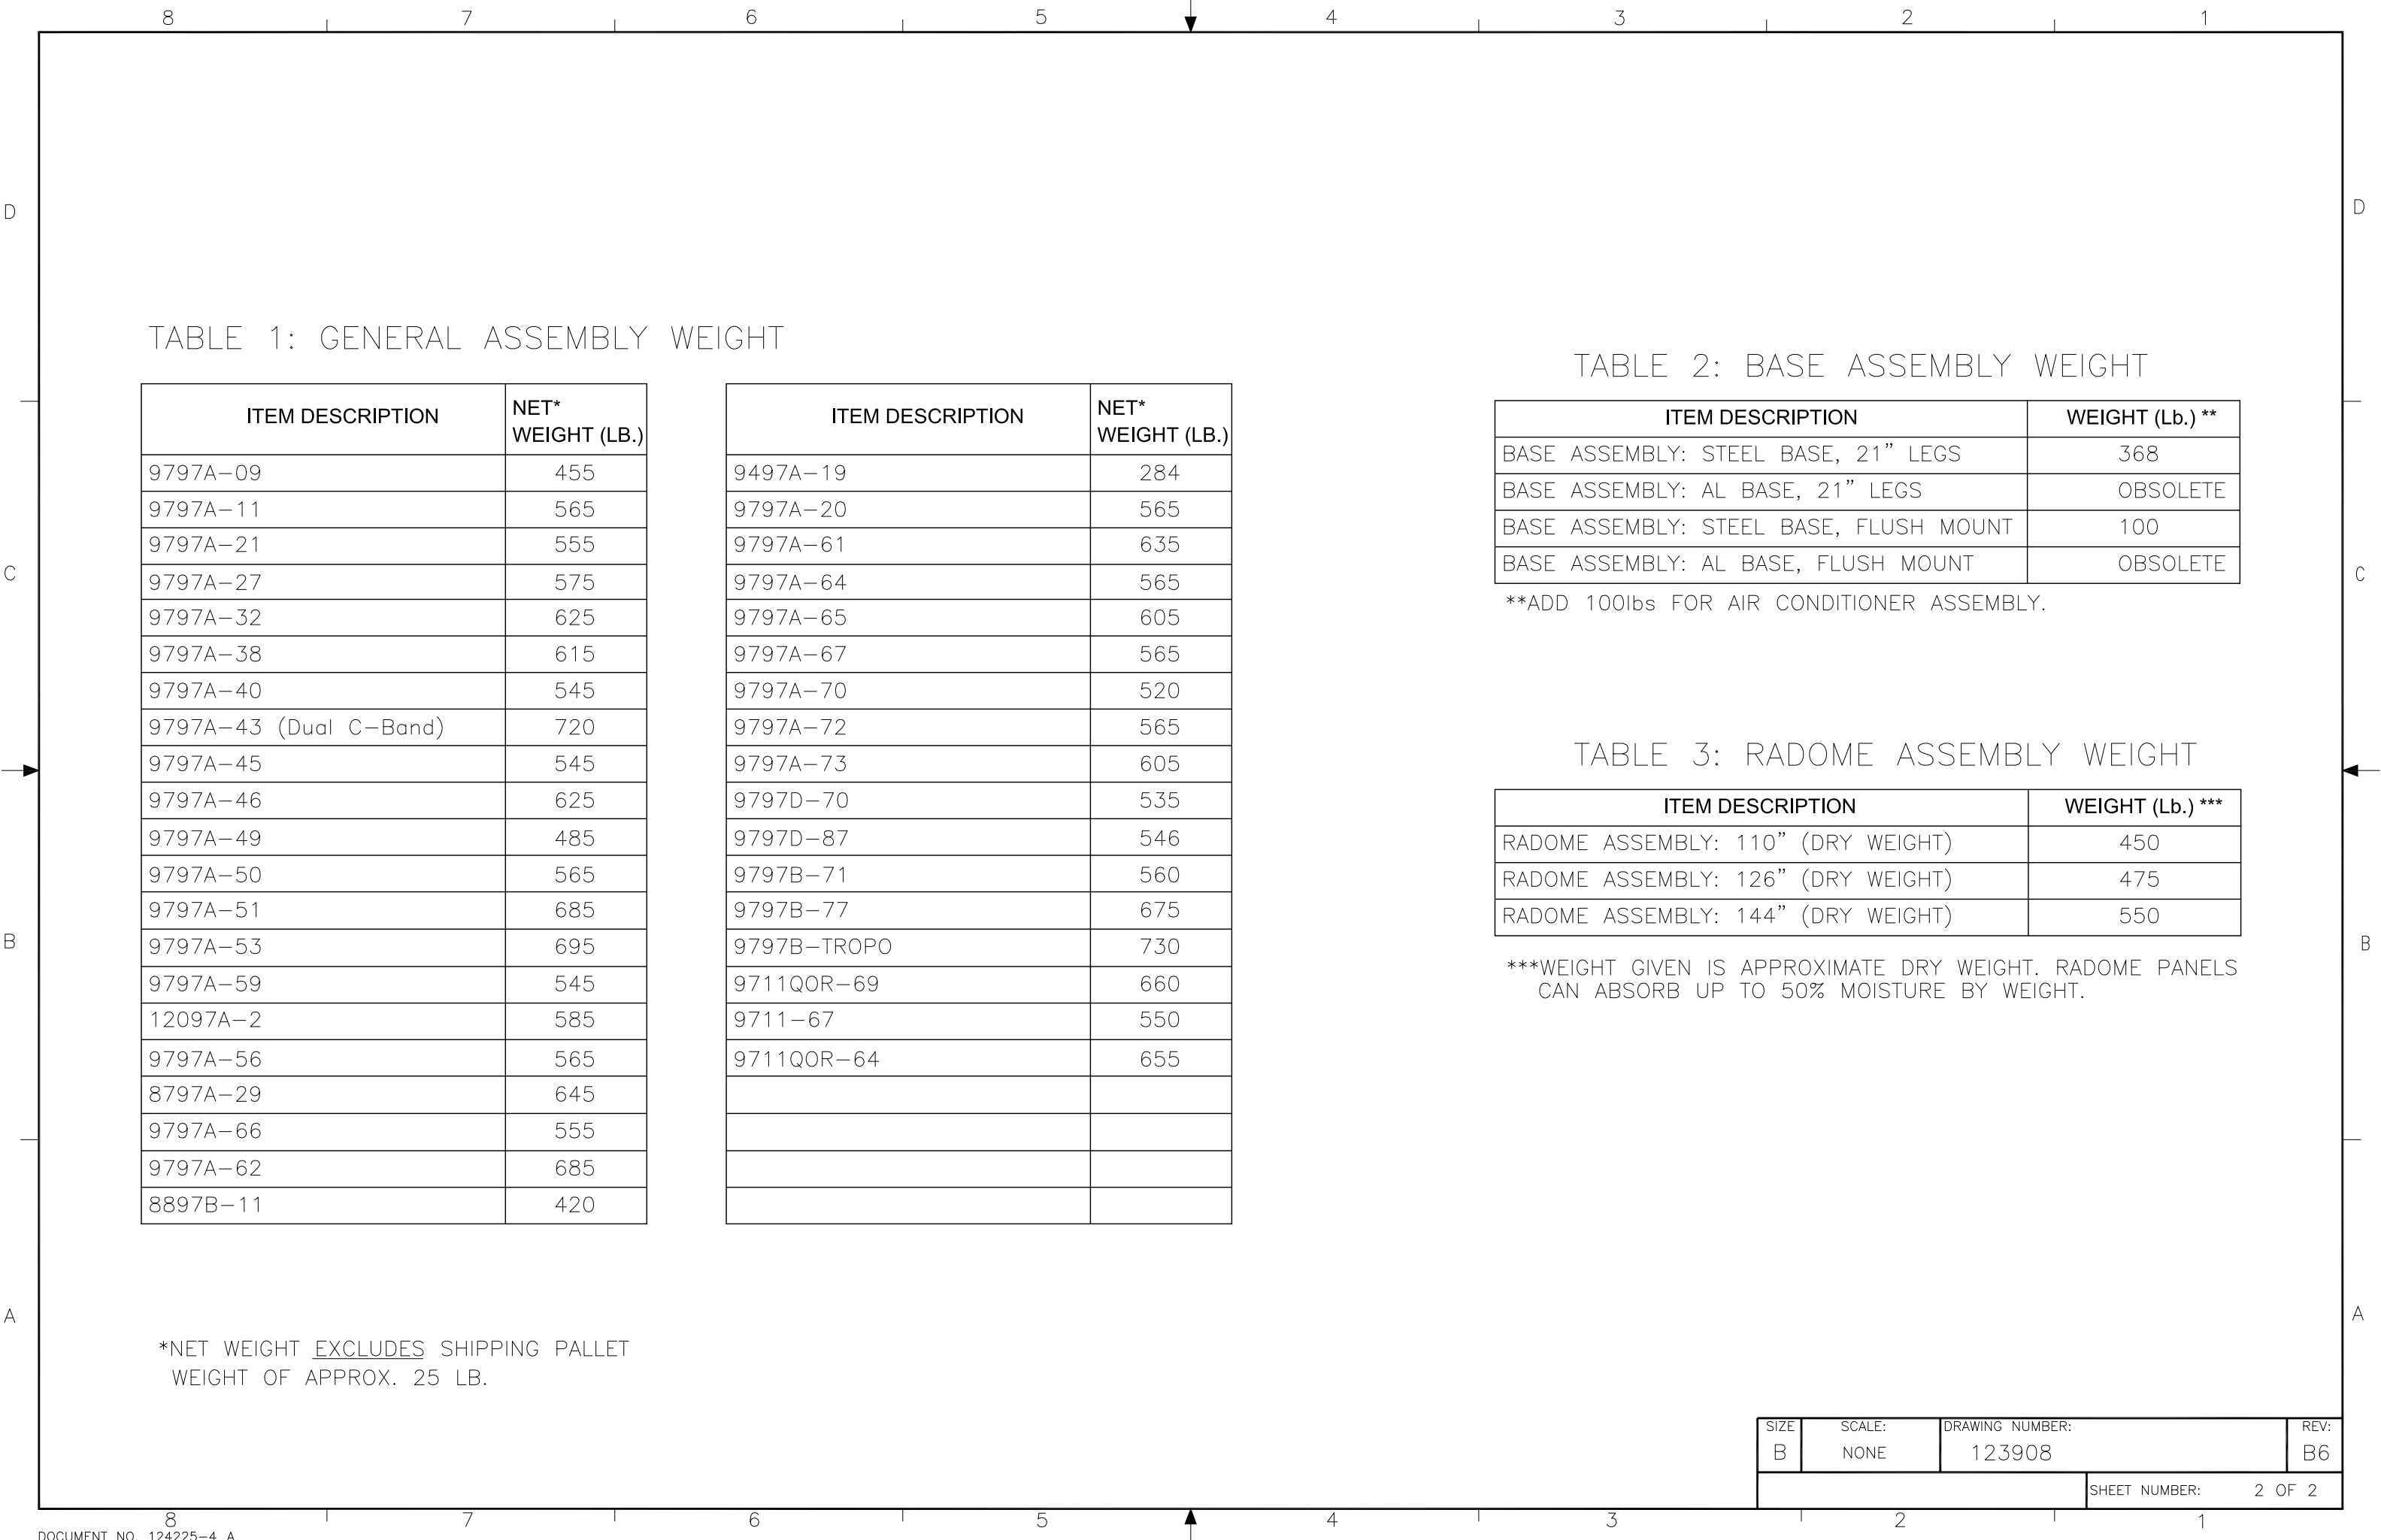 8 7 6 5 4 3 2 1
D D
TABLE 1: GENERAL ASSEMBLY WEIGHT
ITEM DESCRIPTION NET* WEIGHT (LB.)
9797A-09 455
9797A-11 565
9797A-21 555
9797A-27 575
9797A-32 625
9797A-38 615
9797A-40 545
9797A-43 (Dual C-Band) 720
9797A-45 545
9797A-46 625
9797A-49 485
9797A-50 565
9797A-51 685
9797A-53 695
9797A-59 545
12097A-2 585
9797A-56 565
8797A-29 645
9797A-66 555
9797A-62 685
8897B-11 420
ITEM DESCRIPTION NET* WEIGHT (LB.)
9497A-19 284
9797A-20 565
9797A-61 635
9797A-64 565
9797A-65 605
9797A-67 565
9797A-70 520
9797A-72 565
9797A-73 605
9797D-70 535
9797D-87 546
9797B-71 560
9797B-77 675
9797B-TROPO 730
9711QOR-69 660
9711-67 550
9711QOR-64 655
*NET WEIGHT EXCLUDES SHIPPING PALLET
WEIGHT OF APPROX. 25 LB.
TABLE 2: BASE ASSEMBLY WEIGHT
ITEM DESCRIPTION WEIGHT (Lb.) **
BASE ASSEMBLY: STEEL BASE, 21” LEGS 368
BASE ASSEMBLY: AL BASE, 21” LEGS OBSOLETE
BASE ASSEMBLY: STEEL BASE, FLUSH MOUNT 100
BASE ASSEMBLY: AL BASE, FLUSH MOUNT OBSOLETE
**ADD 100lbs FOR AIR CONDITIONER ASSEMBLY.
TABLE 3: RADOME ASSEMBLY WEIGHT
ITEM DESCRIPTION WEIGHT (Lb.) ***
RADOME ASSEMBLY: 110” (DRY WEIGHT) 450
RADOME ASSEMBLY: 126” (DRY WEIGHT) 475
RADOME ASSEMBLY: 144” (DRY WEIGHT) 550
***WEIGHT GIVEN IS APPROXIMATE DRY WEIGHT. RADOME PANELS
CAN ABSORB UP TO 50% MOISTURE BY WEIGHT.
C C
B B
A A
SIZE SCALE: DRAWING NUMBER: REV:
B NONE 123908 B6
SHEET NUMBER: 2 OF 2
8 7 6 5 4 3 2 1
DOCUMENT NO. 124225-4 A